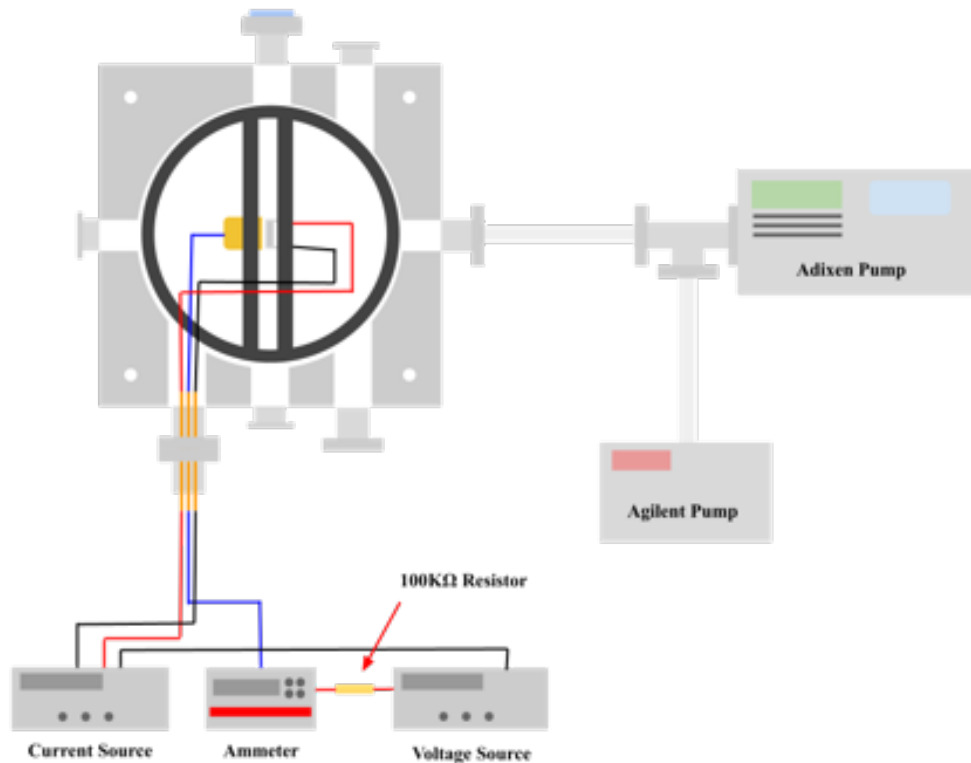 Adixen Pump
Agilent Pump
100KΩ Resistor
Current Source
Ammeter
Voltage Source